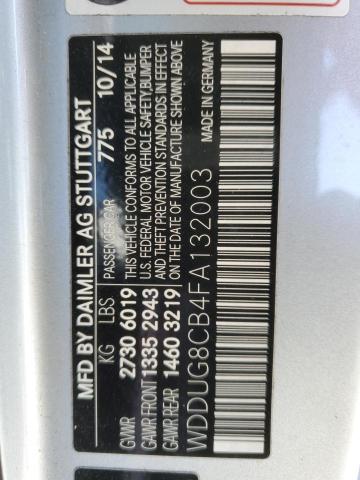 MFD BY DAIMLER AG STUTTGART
KG LBS PASSENGER CAR 775 10/14
GVWR 2730 6019 THIS VEHICLE CONFORMS TO ALL APPLICABLE
GAWR FRONT 1335 2943 U.S. FEDERAL MOTOR VEHICLE SAFETY,BUMPER
GAWR REAR 1460 3219 AND THEFT PREVENTION STANDARDS IN EFFECT
ON THE DATE OF MANUFACTURE SHOWN ABOVE
WDDUG8CB4FA132003 MADE IN GERMANY